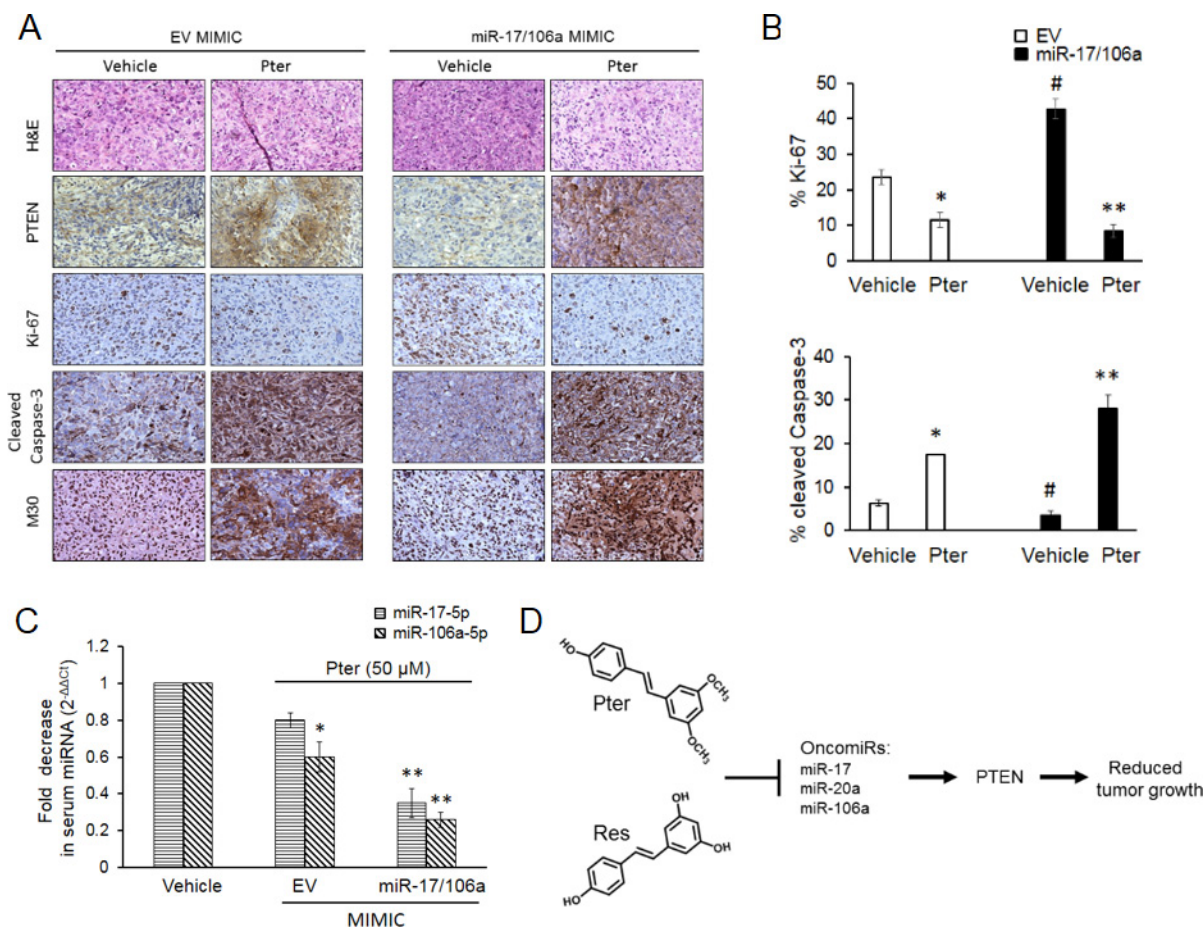 A
EV MIMIC
miR-17/106a MIMIC
Vehicle
Pter
Vehicle
Pter
H&E
PTEN
Ki-67
Cleaved
Caspase-3
M30
B
EV
miR-17/106a
% Ki-67
50
40
30
20
10
0
#
*
**
Vehicle
Pter
Vehicle
Pter
% cleaved Caspase-3
40
30
20
10
0
*
#
**
Vehicle
Pter
Vehicle
Pter
C
miR-17-5p
miR-106a-5p
Fold decrease
in serum miRNA (2-ΔΔCt)
1.2
1
0.8
0.6
0.4
0.2
0
Pter (50 µM)
*
**
**
Vehicle
EV
miR-17/106a
MIMIC
D
HO
OCH3
OCH3
Pter
Res
OH
OH
HO
OncomiRs:
miR-17
miR-20a
miR-106a
PTEN
Reduced
tumor growth